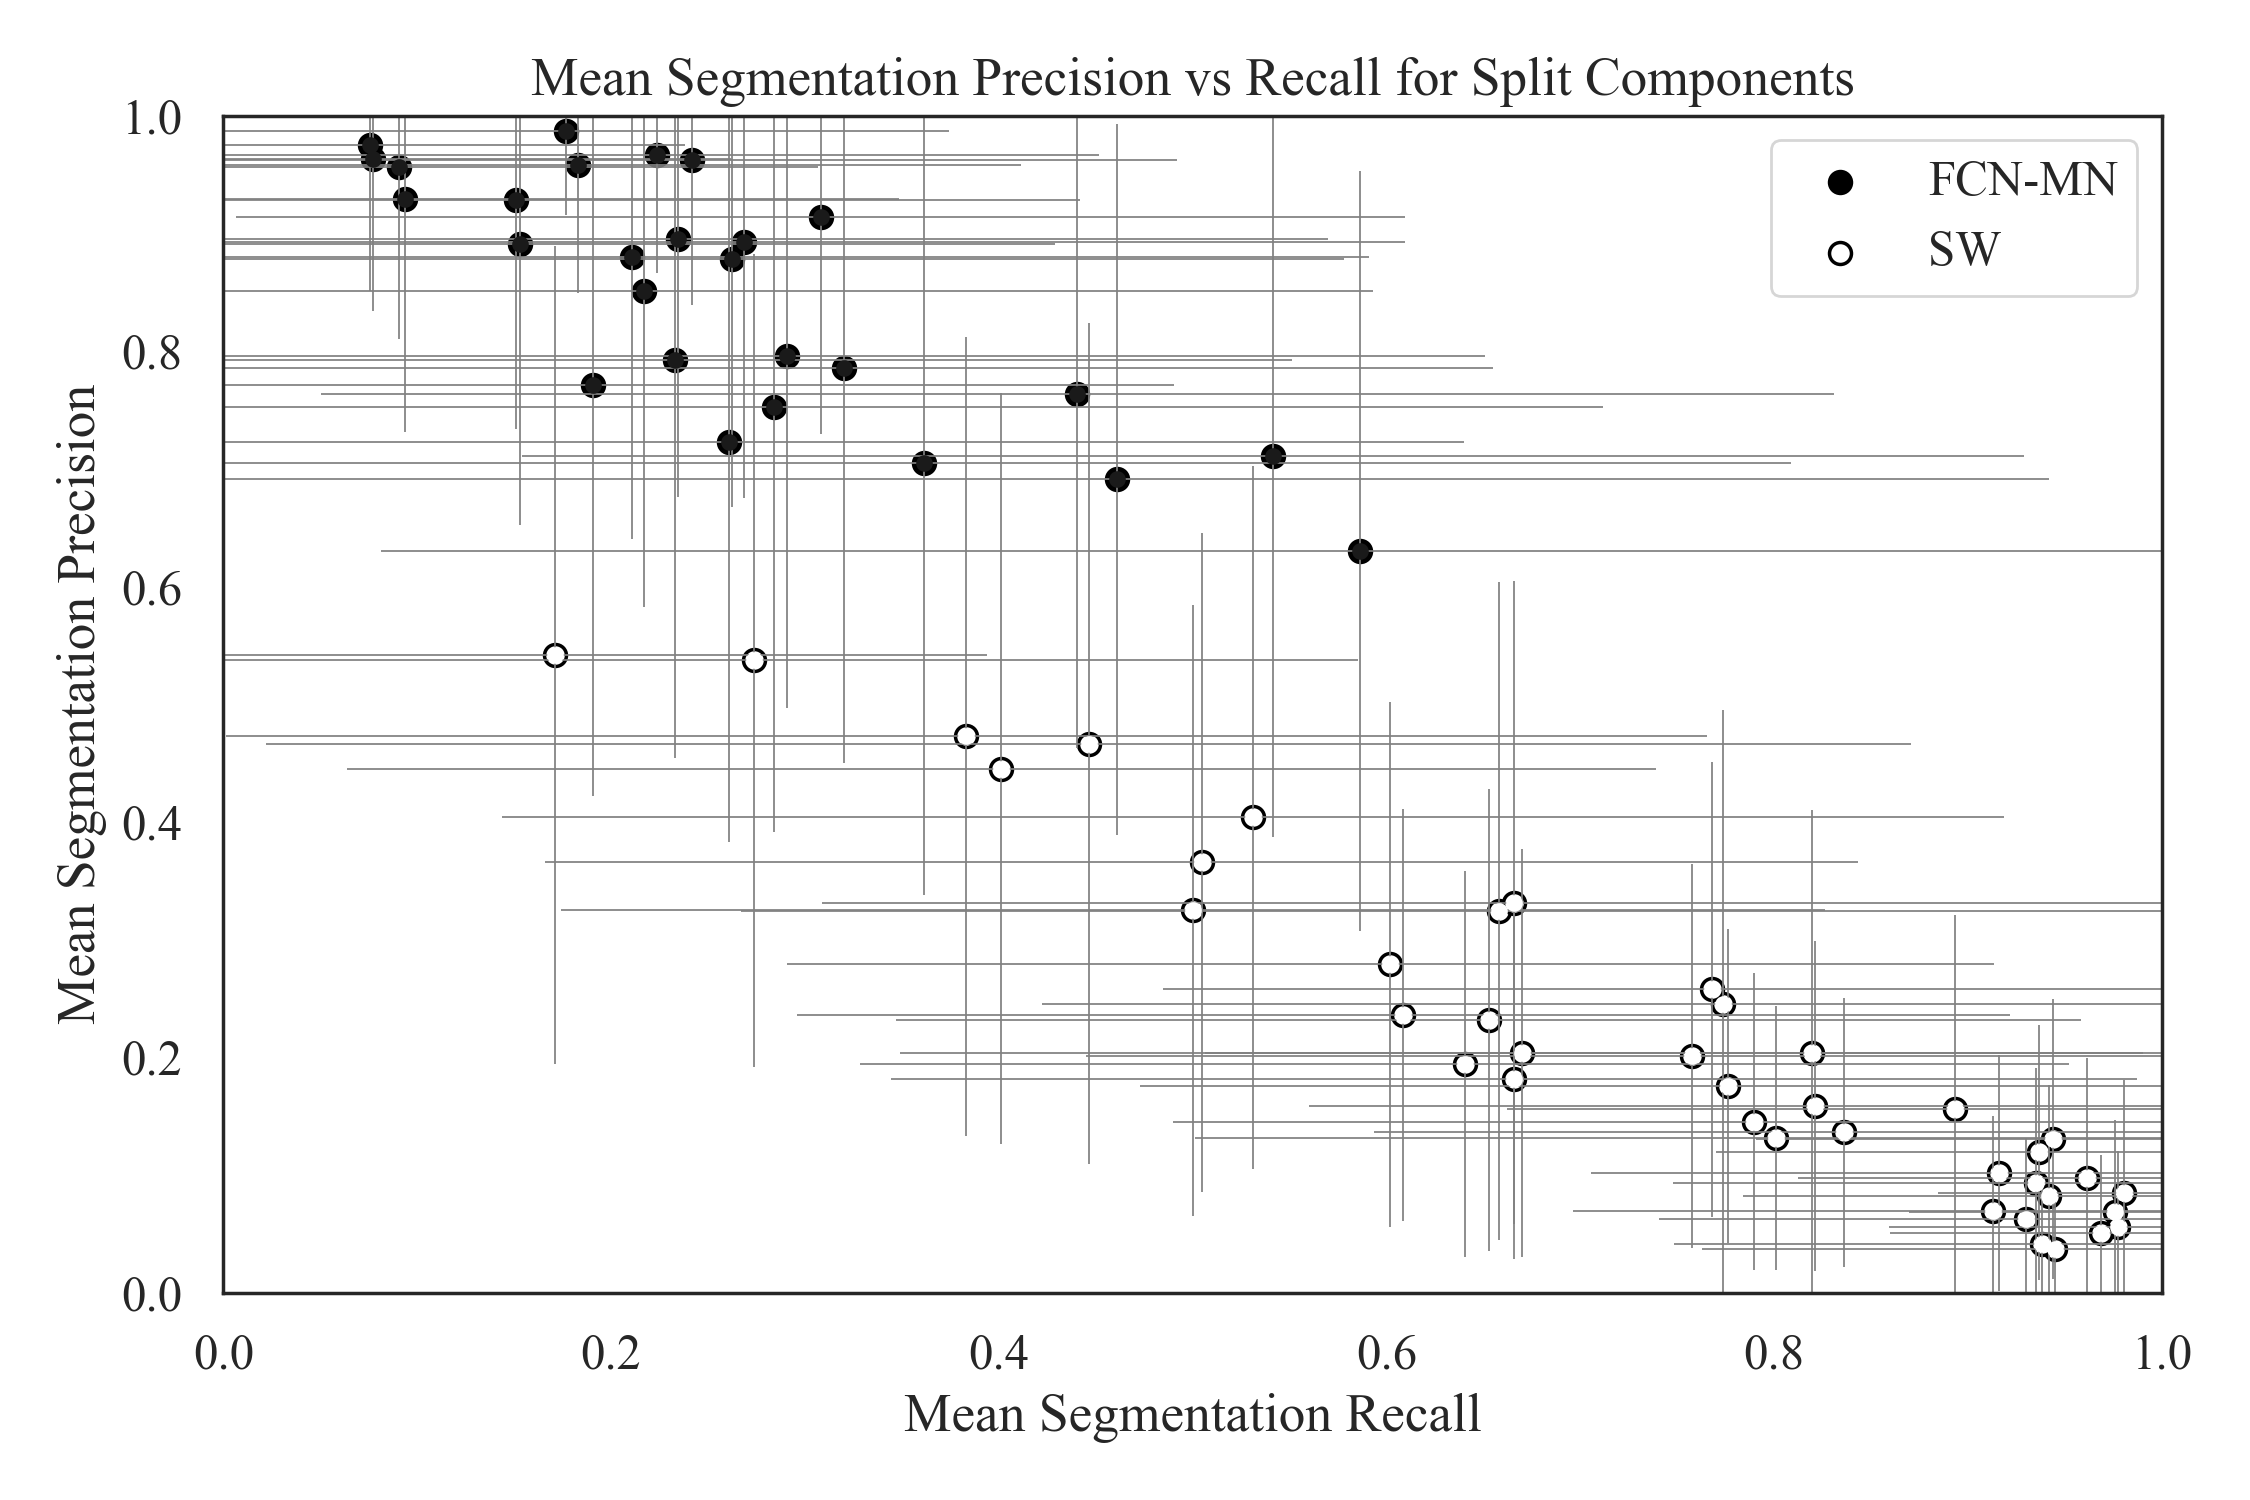 Mean Segmentation Precision vs Recall for Split Components
FCN-MN
SW
Mean Segmentation Precision
1.0
0.8
0.6
0.4
0.2
0.0
0.0 0.2 0.4 0.6 0.8 1.0
Mean Segmentation Recall